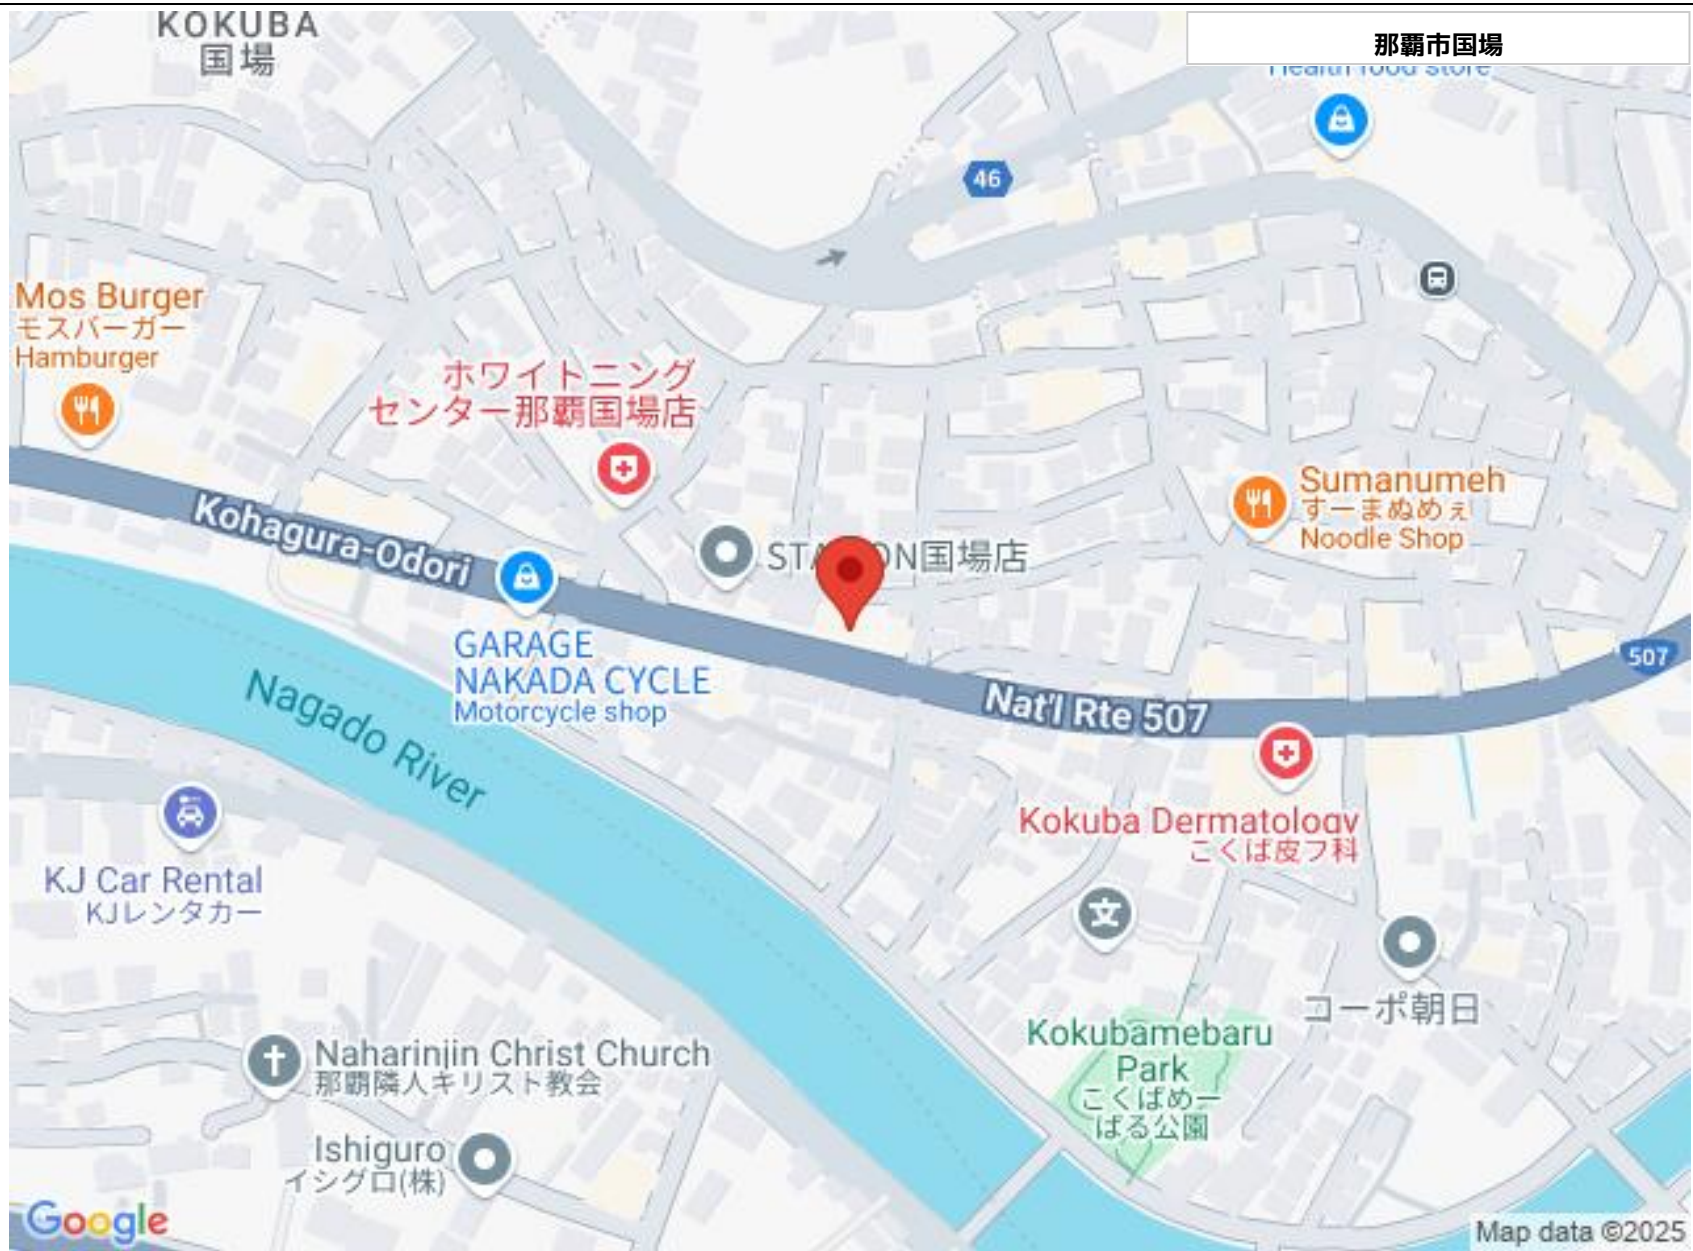 KOKUBA
国場
那覇市国場
Health food store
46
Mos Burger
モスバーガー
Hamburger
ホワイトニング
センター那覇国場店
Sumanumeh
すーまぬめぇ
Noodle Shop
Kohagura-Odori
国場店
GARAGE
NAKADA CYCLE
Motorcycle shop
507
Nat'l Rte 507
Nagado River
Kokuba Dermatology
こくば皮フ科
KJ Car Rental
KJレンタカー
文
コーポ朝日
Kokubamebaru
Park
こくばめー
ばる公園
Naharinjin Christ Church
那覇隣人キリスト教会
Ishiguro
イシグロ(株)
Google
Map data ©2025